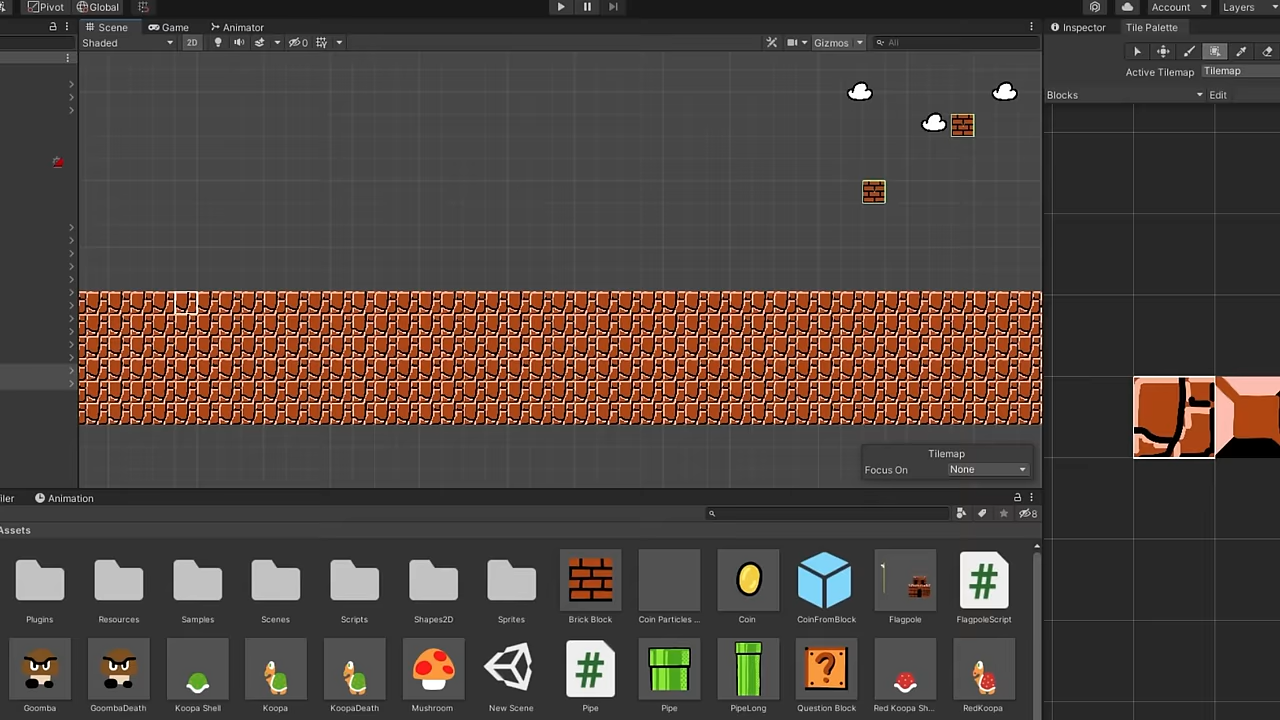 Pivot Global Account Layers
Scene Game Animator Inspector Tile Palette
Shaded 2D 0 Gizmos All
Active Tilemap Tilemap
Blocks Edit
Tilemap
Focus On None
iler Animation
8
Assets
Plugins Resources Samples Scenes Scripts Shapes2D Sprites Brick Block Coin Particles ... Coin CoinFromBlock Flagpole FlagpoleScript
Goomba GoombaDeath Koopa Shell Koopa KoopaDeath Mushroom New Scene Pipe Pipe PipeLong Question Block Red Koopa Sh... RedKoopa